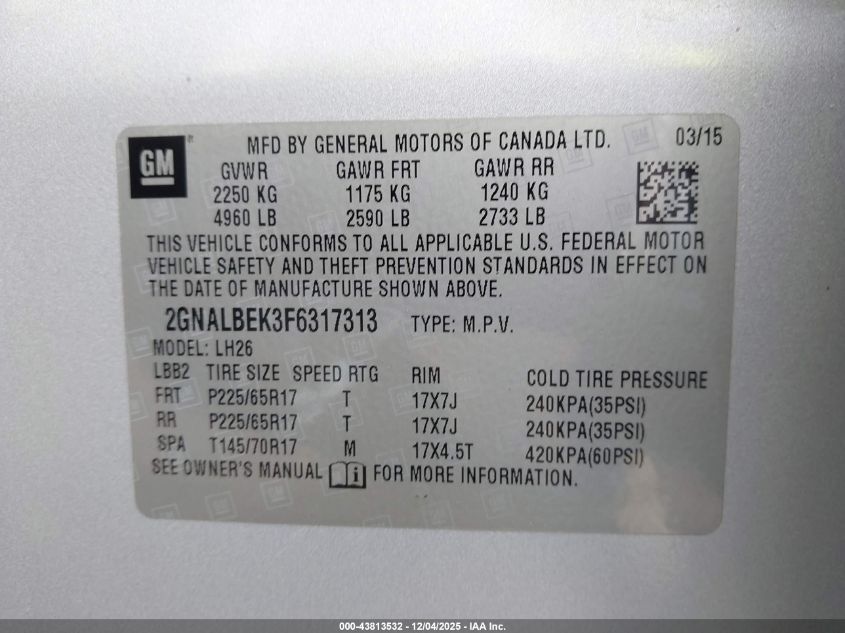 GM
MFD BY GENERAL MOTORS OF CANADA LTD. 03/15
GVWR GAWR FRT GAWR RR
2250 KG 1175 KG 1240 KG
4960 LB 2590 LB 2733 LB
THIS VEHICLE CONFORMS TO ALL APPLICABLE U.S. FEDERAL MOTOR
VEHICLE SAFETY AND THEFT PREVENTION STANDARDS IN EFFECT ON
THE DATE OF MANUFACTURE SHOWN ABOVE.
2GNALBEK3F6317313 TYPE: M.P.V.
MODEL: LH26
LBB2 TIRE SIZE SPEED RTG RIM COLD TIRE PRESSURE
FRT P225/65R17 T 17X7J 240KPA(35PSI)
RR P225/65R17 T 17X7J 240KPA(35PSI)
SPA T145/70R17 M 17X4.5T 420KPA(60PSI)
SEE OWNER'S MANUAL FOR MORE INFORMATION.
000-43813532 - 12/04/2025 - IAA Inc.